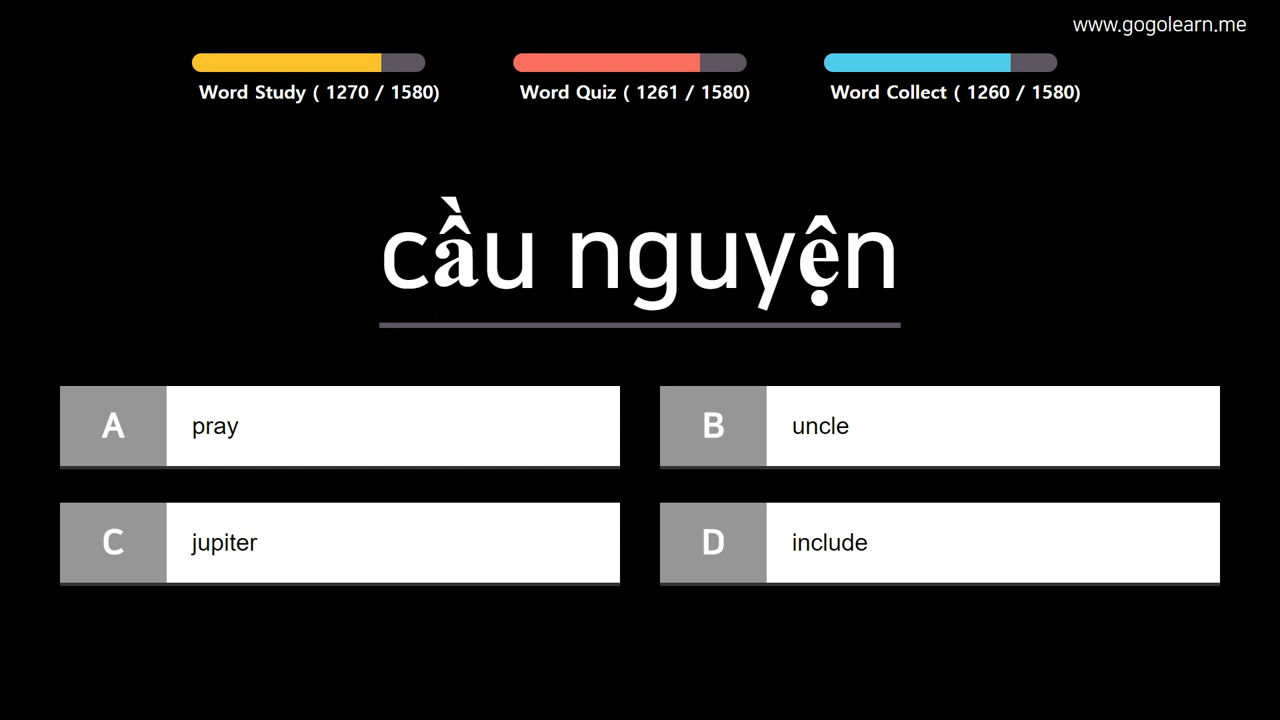 www.gogolearn.me
Word Study ( 1270 / 1580)
Word Quiz ( 1261 / 1580)
Word Collect ( 1260 / 1580)
cầu nguyện
A pray
B uncle
C jupiter
D include